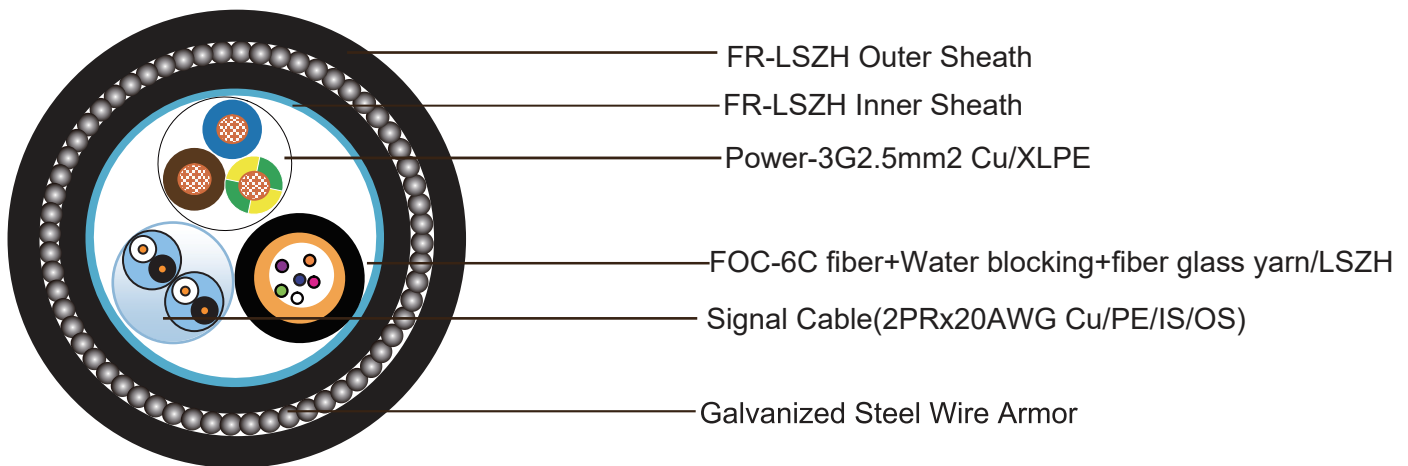 FR-LSZH Outer Sheath
FR-LSZH Inner Sheath
Power-3G2.5mm2 Cu/XLPE
FOC-6C fiber+Water blocking+fiber glass yarn/LSZH
Signal Cable(2PRx20AWG Cu/PE/IS/OS)
Galvanized Steel Wire Armor